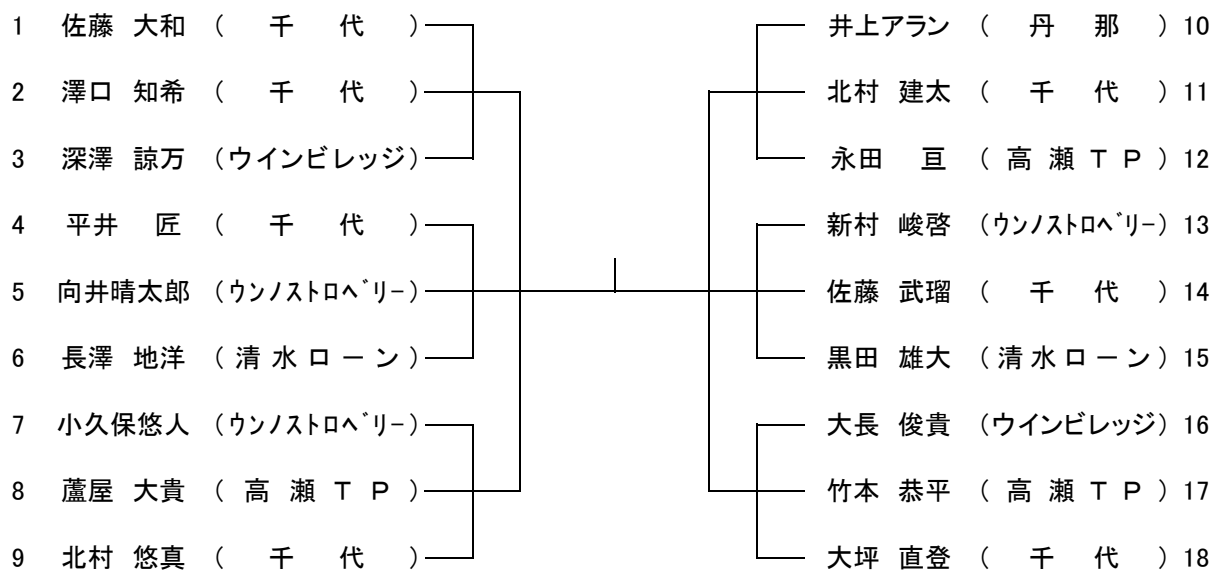 1 佐藤 大和 ( 千 代 )
2 澤口 知希 ( 千 代 )
3 深澤 諒万 (ウインビレッジ)
4 平井 匠 ( 千 代 )
5 向井晴太郎 (ウンノストロベリー)
6 長澤 地洋 (清水ローン)
7 小久保悠人 (ウンノストロベリー)
8 蘆屋 大貴 (高瀬TP)
9 北村 悠真 ( 千 代 )
井上アラン ( 丹 那 ) 10
北村 建太 ( 千 代 ) 11
永田 亘 (高瀬TP) 12
新村 峻啓 (ウンノストロベリー) 13
佐藤 武瑠 ( 千 代 ) 14
黒田 雄大 (清水ローン) 15
大長 俊貴 (ウインビレッジ) 16
竹本 恭平 (高瀬TP) 17
大坪 直登 ( 千 代 ) 18